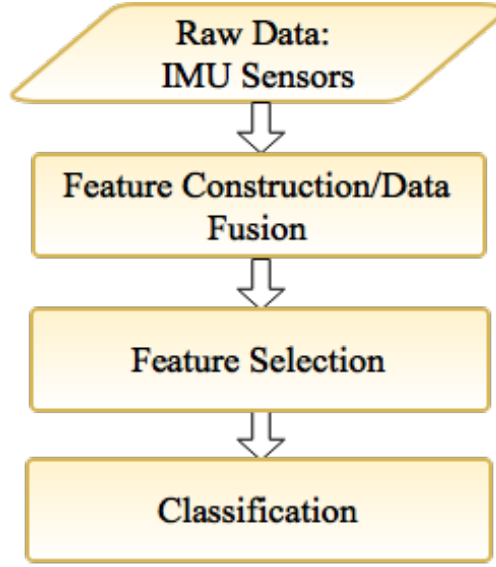 Raw Data:
IMU Sensors
Feature Construction/Data
Fusion
Feature Selection
Classification